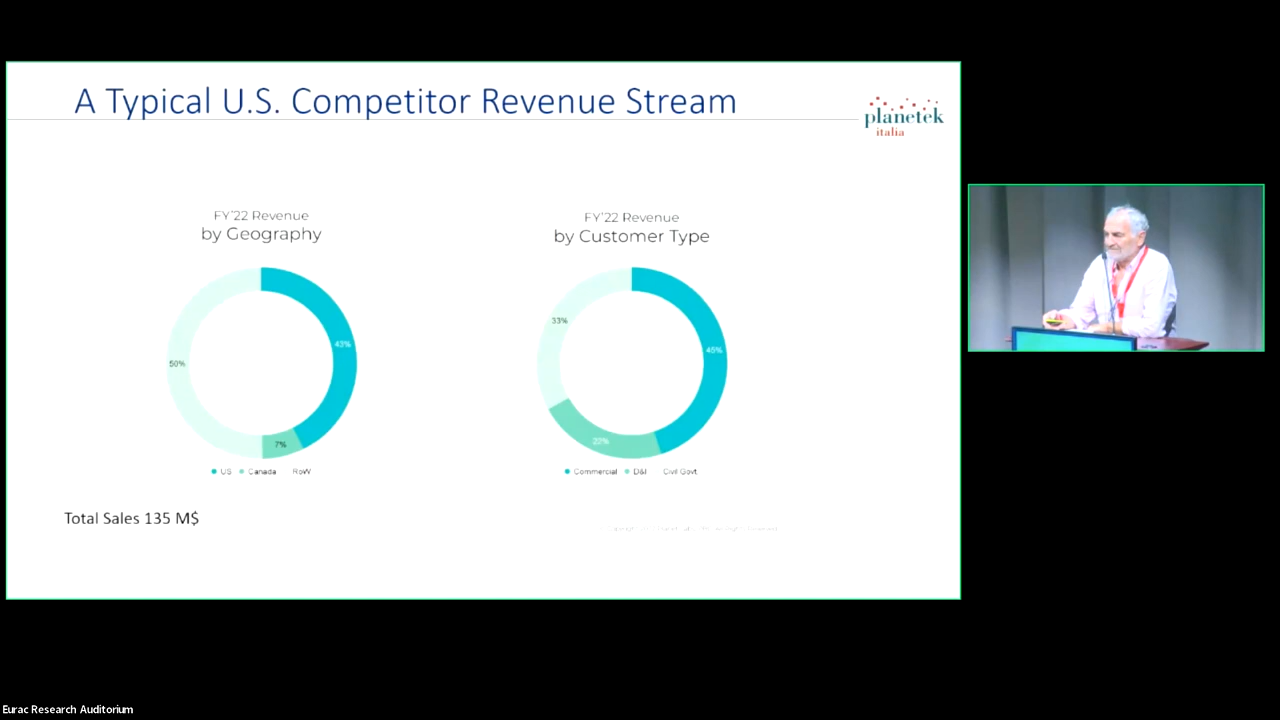 A Typical U.S. Competitor Revenue Stream
planetek
italia
FY'22 Revenue
by Geography
43%
50%
7%
US Canada RoW
FY'22 Revenue
by Customer Type
33%
45%
22%
Commercial D&I Civil Govt
Total Sales 135 M$
Eurac Research Auditorium